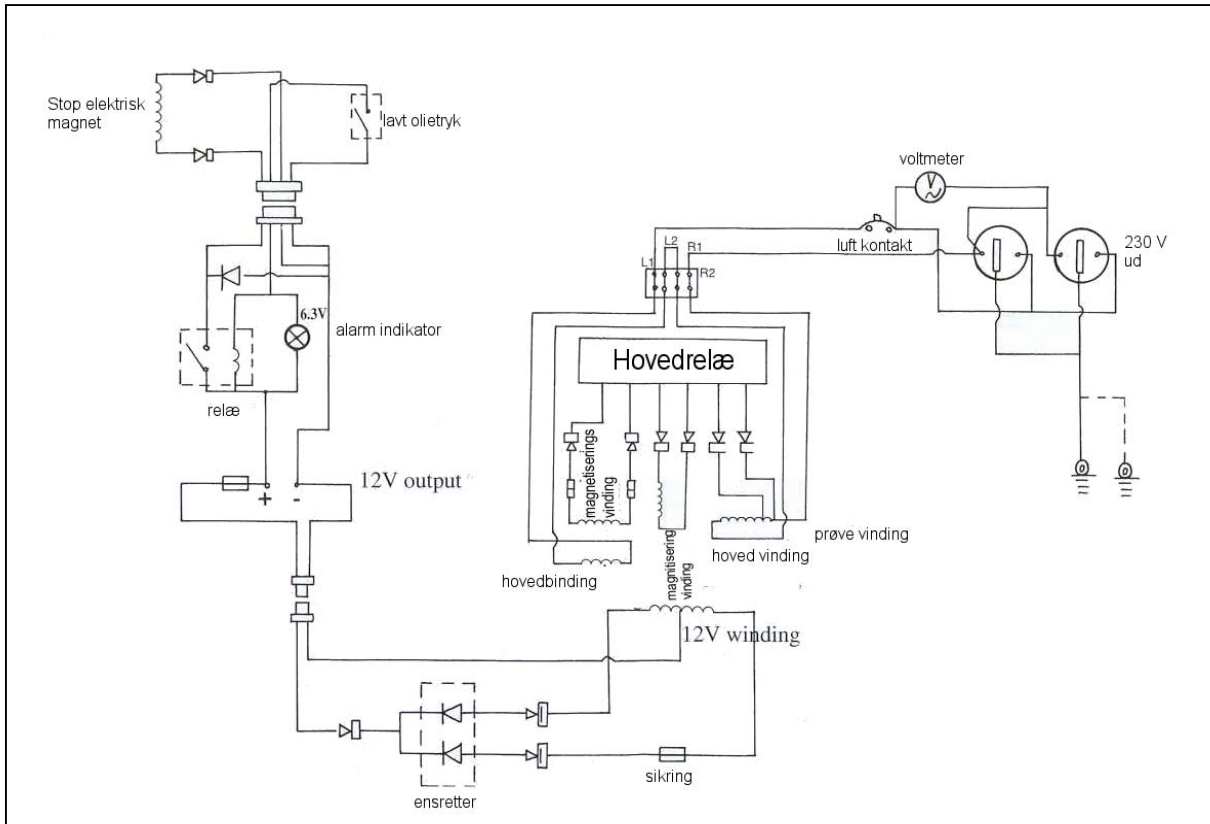 Stop elektrisk
magnet
lavt olietryk
voltmeter
V
luft kontakt
230 V
ud
L1
L2
R1
R2
6.3V
alarm indikator
relæ
Hovedrelæ
magnetiserings
vinding
12V output
+
-
hovedbinding
magnitisering
vinding
hoved vinding
prøve vinding
12V winding
sikring
ensretter